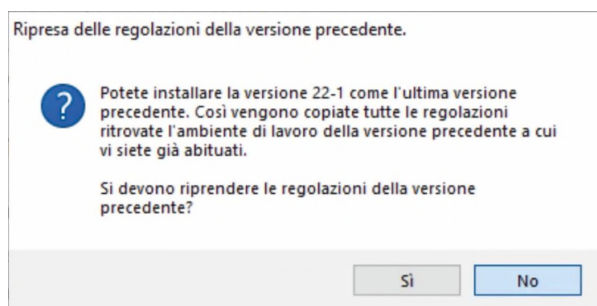 Ripresa delle regolazioni della versione precedente.
?
Potete installare la versione 22-1 come l'ultima versione
precedente. Così vengono copiate tutte le regolazioni
ritrovate l'ambiente di lavoro della versione precedente a cui
vi siete già abituati.
Si devono riprendere le regolazioni della versione
precedente?
Sì No